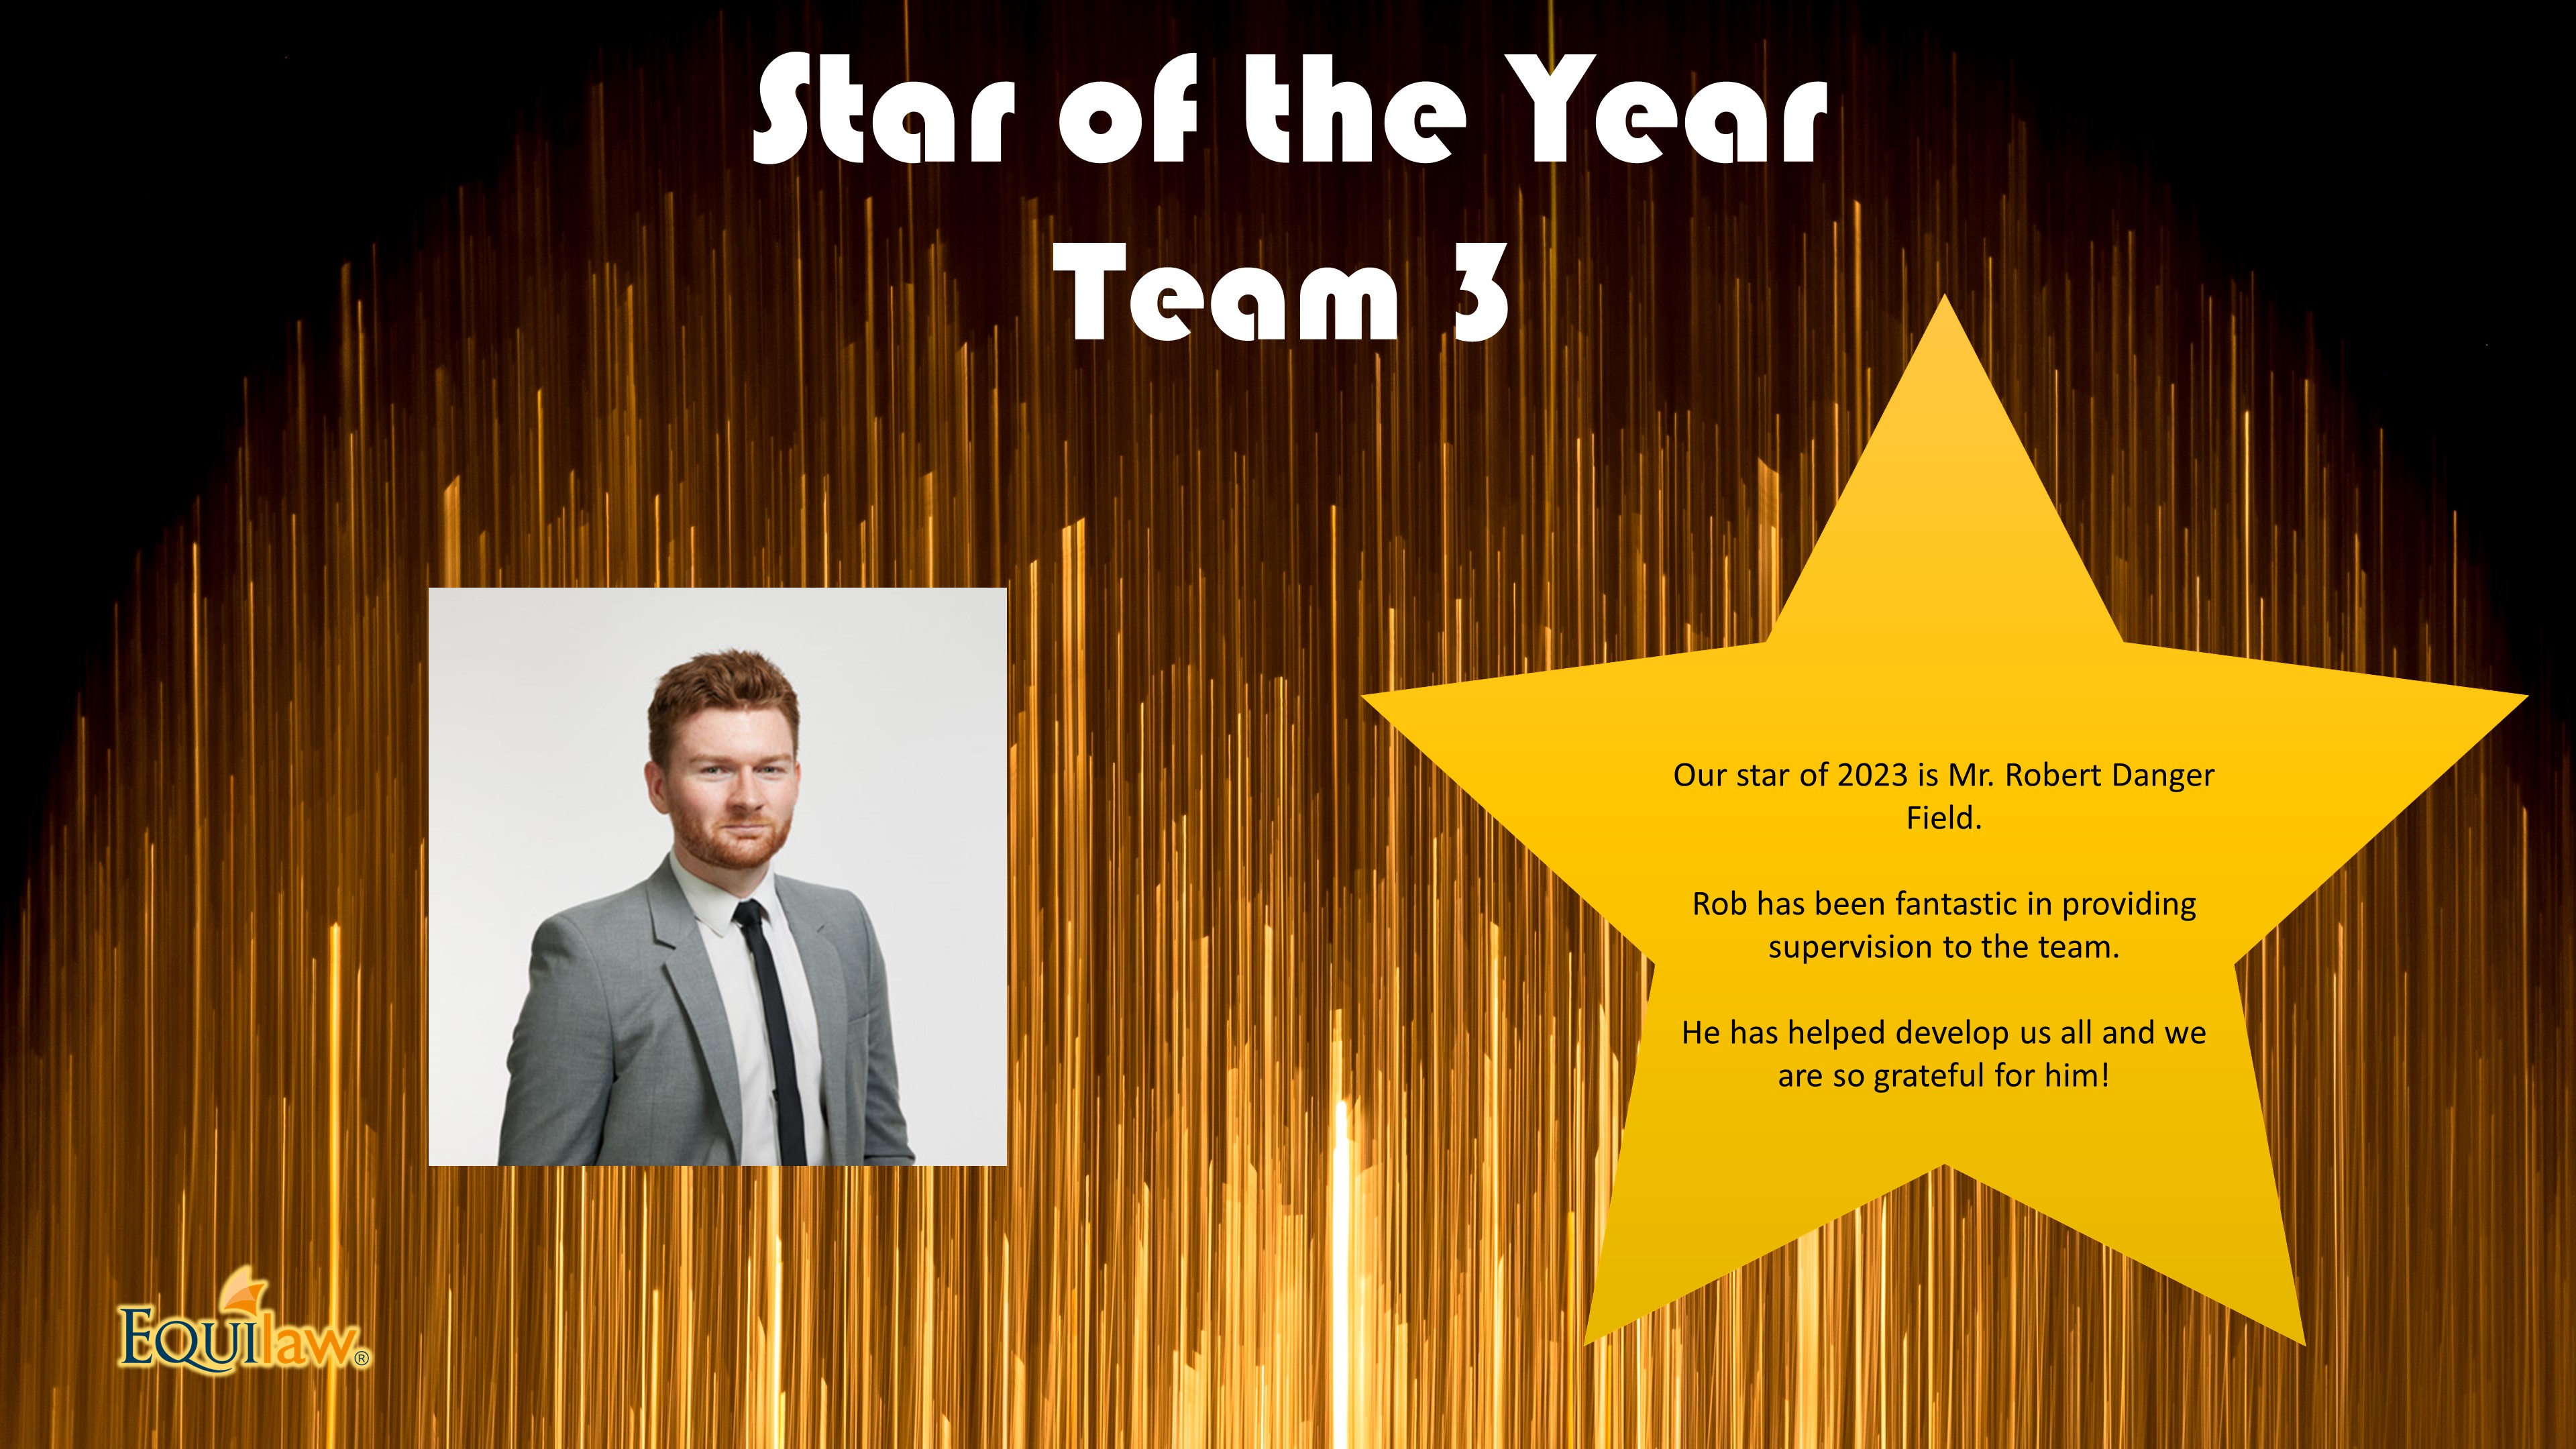 Star of the Year
Team 3
Our star of 2023 is Mr. Robert Danger
Field.
Rob has been fantastic in providing
supervision to the team.
He has helped develop us all and we
are so grateful for him!
EQUIlaw®